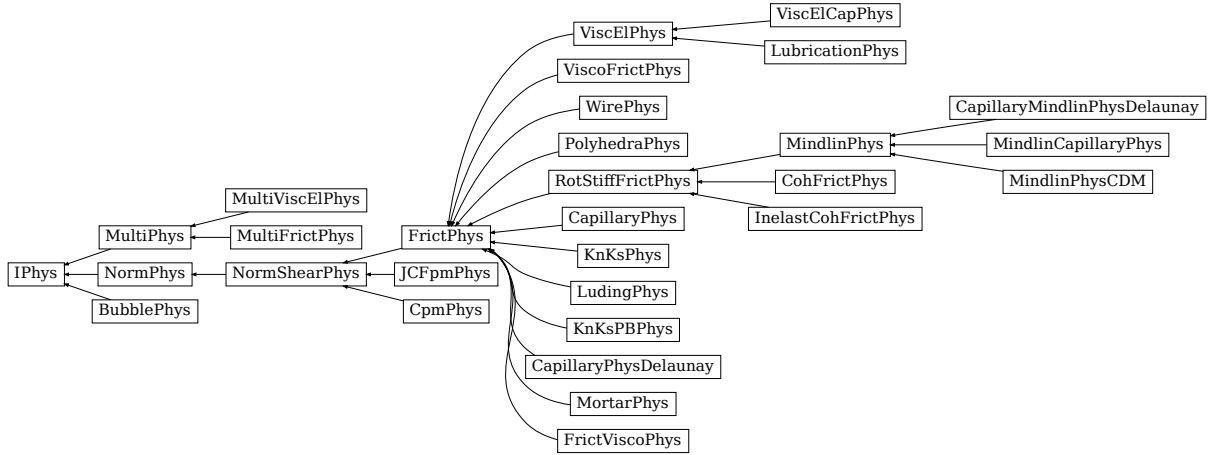 ViscElCapPhys
ViscElPhys
LubricationPhys
ViscoFrictPhys
WirePhys
CapillaryMindlinPhysDelaunay
PolyhedraPhys
MindlinPhys
MindlinCapillaryPhys
RotStiffFrictPhys
CohFrictPhys
MindlinPhysCDM
MultiViscElPhys
CapillaryPhys
InelastCohFrictPhys
MultiPhys
MultiFrictPhys
FrictPhys
KnKsPhys
IPhys
NormPhys
NormShearPhys
JCFpmPhys
LudingPhys
BubblePhys
CpmPhys
KnKsPBPhys
CapillaryPhysDelaunay
MortarPhys
FrictViscoPhys